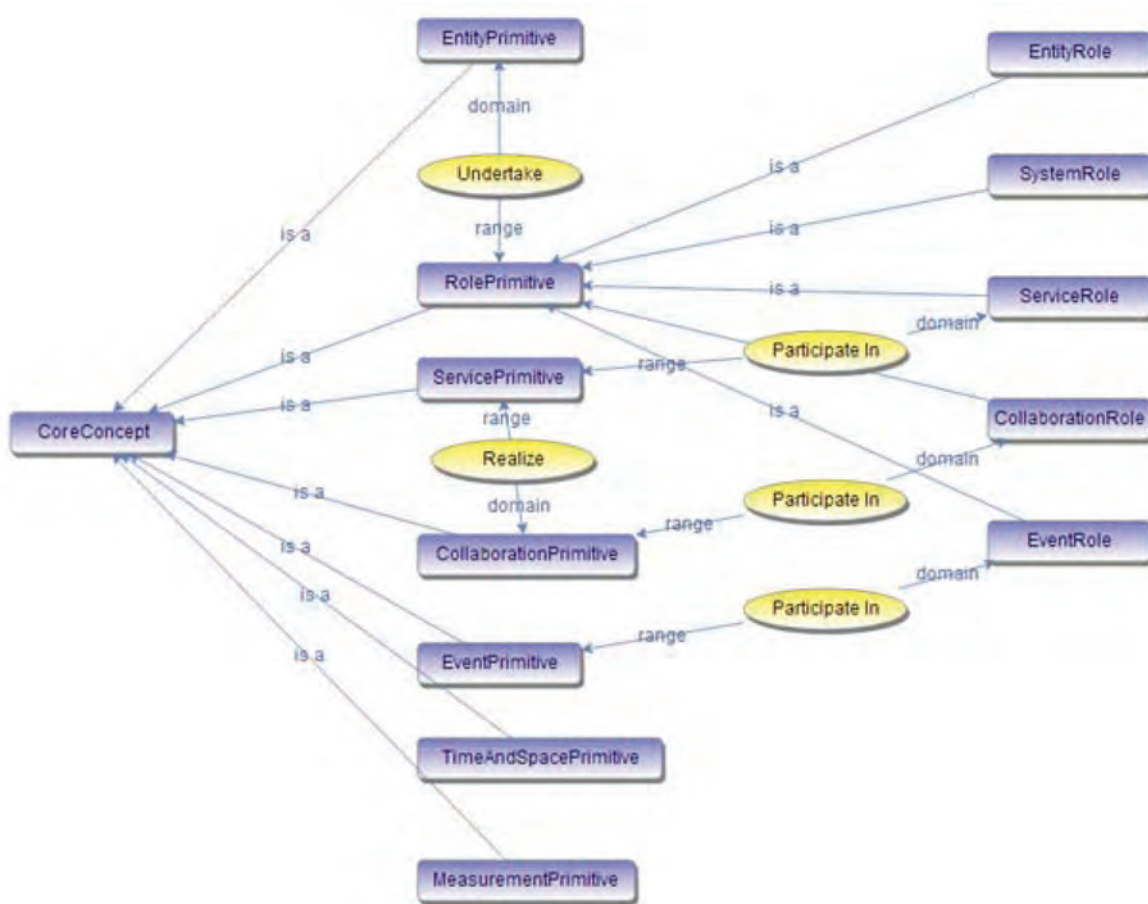 EntityPrimitive
EntityRole
domain
is a
Undertake
SystemRole
is a
range
is a
RolePrimitive
is a
ServiceRole
domain
Participate In
is a
range
ServicePrimitive
is a
is a
CollaborationRole
range
CoreConcept
Realize
domain
is a
Participate In
domain
range
EventRole
is a
CollaborationPrimitive
domain
is a
Participate In
range
is a
EventPrimitive
TimeAndSpacePrimitive
MeasurementPrimitive